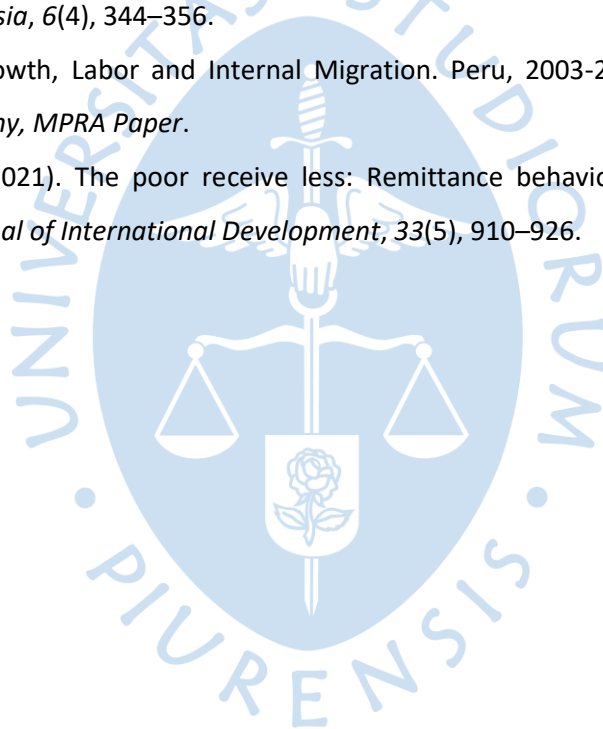 sia, 6(4), 344–356.
owth, Labor and Internal Migration. Peru, 2003-2
ny, MPRA Paper.
021). The poor receive less: Remittance behavio
al of International Development, 33(5), 910–926.
UNIVERSITAS STUDIORUM
• PIURENSIS •